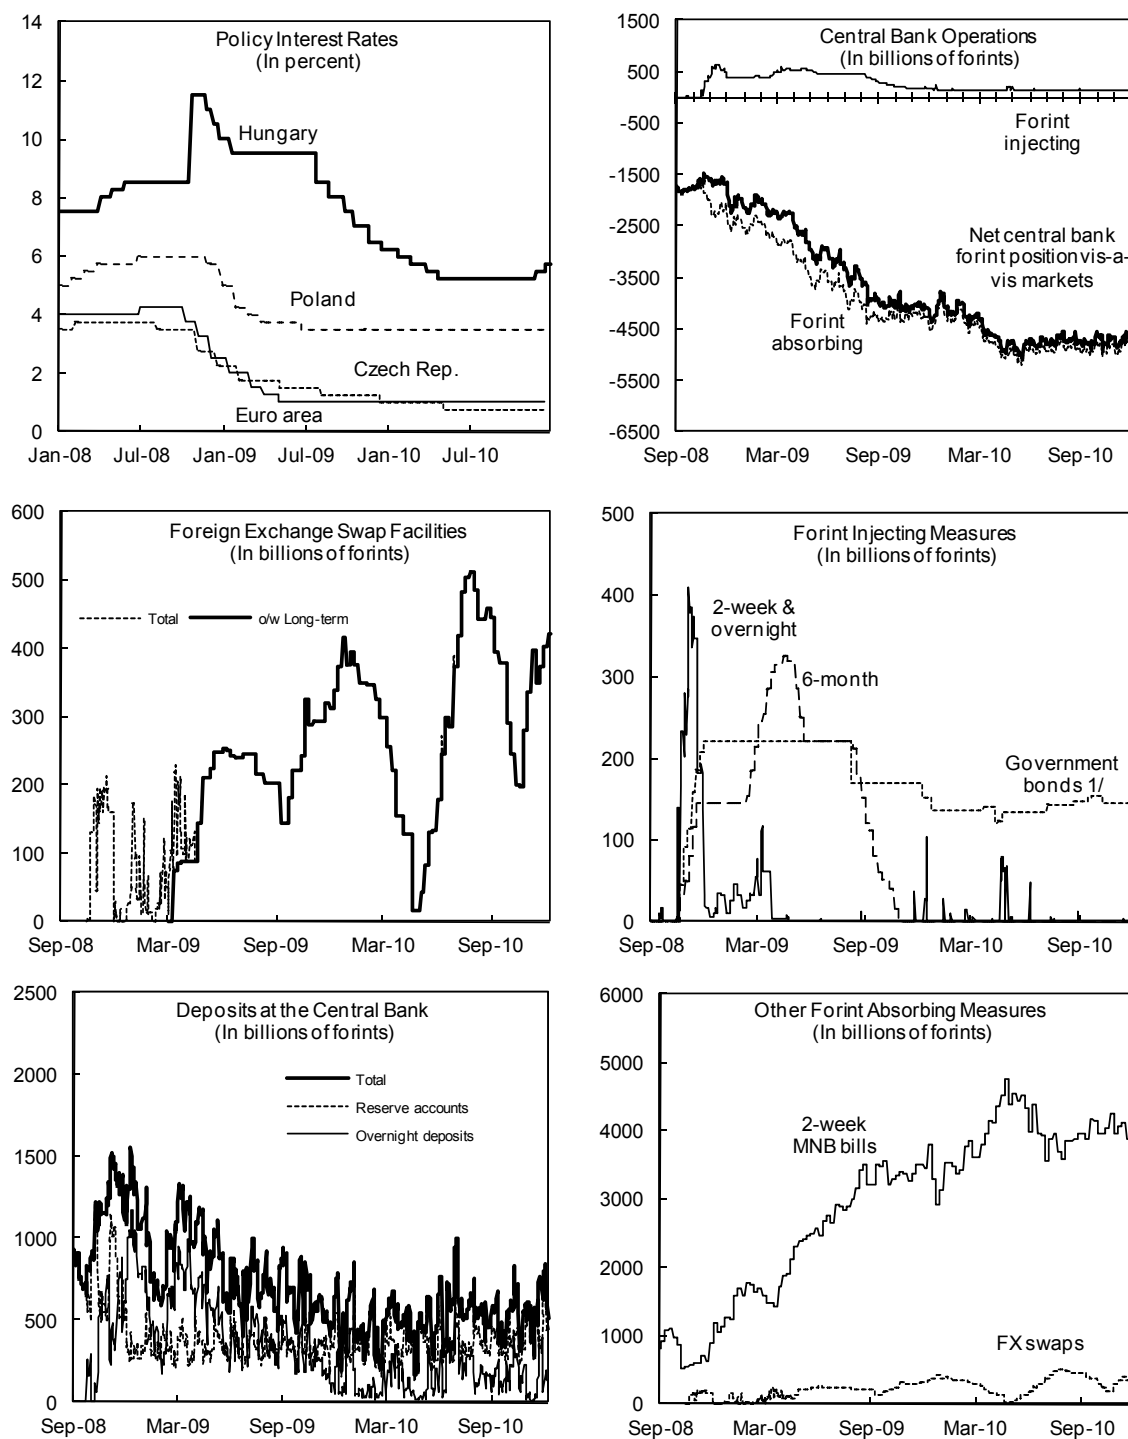 Policy Interest Rates
(In percent)
14
12
10
8
6
4
2
0
Hungary
Poland
Czech Rep.
Euro area
Jan-08 Jul-08 Jan-09 Jul-09 Jan-10 Jul-10
Central Bank Operations
(In billions of forints)
1500
500
-500
-1500
-2500
-3500
-4500
-5500
-6500
Forint
injecting
Net central bank
forint position vis-a-
vis markets
Forint
absorbing
Sep-08 Mar-09 Sep-09 Mar-10 Sep-10
Foreign Exchange Swap Facilities
(In billions of forints)
600
500
400
300
200
100
0
Total o/w Long-term
Sep-08 Mar-09 Sep-09 Mar-10 Sep-10
Forint Injecting Measures
(In billions of forints)
500
400
300
200
100
0
2-week &
overnight
6-month
Government
bonds 1/
Sep-08 Mar-09 Sep-09 Mar-10 Sep-10
Deposits at the Central Bank
(In billions of forints)
2500
2000
1500
1000
500
0
Total
Reserve accounts
Overnight deposits
Sep-08 Mar-09 Sep-09 Mar-10 Sep-10
Other Forint Absorbing Measures
(In billions of forints)
6000
5000
4000
3000
2000
1000
0
2-week
MNB bills
FX swaps
Sep-08 Mar-09 Sep-09 Mar-10 Sep-10